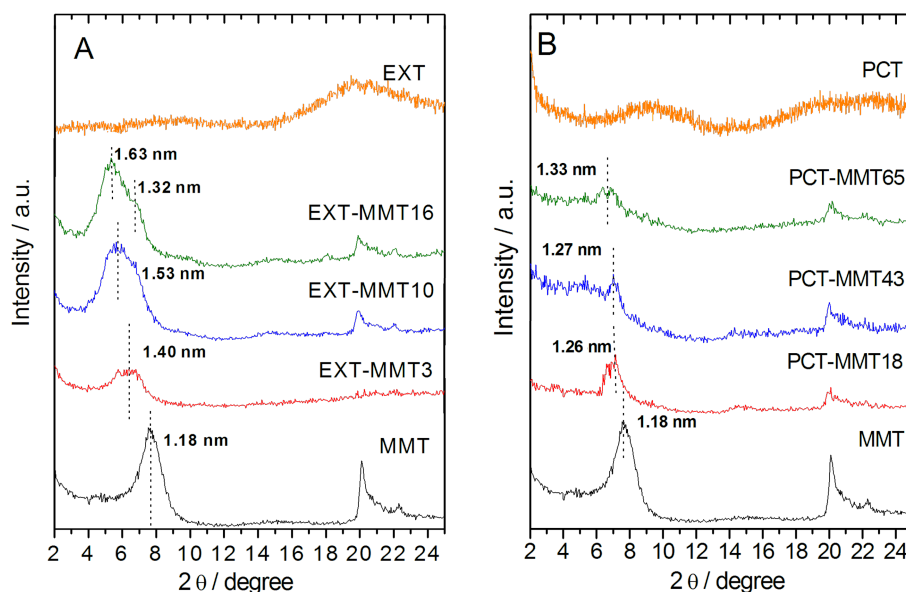 A
EXT
1.63 nm
1.32 nm
EXT-MMT16
1.53 nm
EXT-MMT10
1.40 nm
EXT-MMT3
1.18 nm
MMT
Intensity / a.u.
2 4 6 8 10 12 14 16 18 20 22 24
2 θ / degree
B
PCT
1.33 nm
PCT-MMT65
1.27 nm
PCT-MMT43
1.26 nm
PCT-MMT18
1.18 nm
MMT
Intensity / a.u.
2 4 6 8 10 12 14 16 18 20 22 24
2 θ / degree